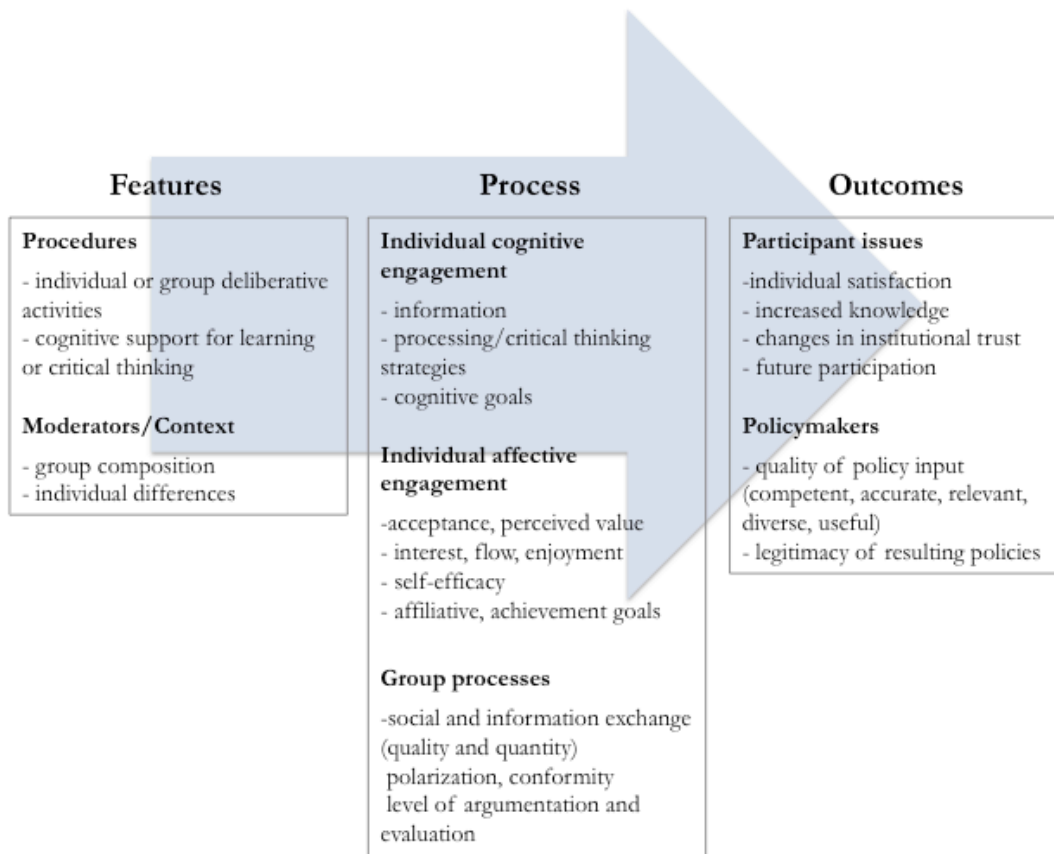 Features
Procedures
- individual or group deliberative
activities
- cognitive support for learning
or critical thinking
Moderators/Context
- group composition
- individual differences
Process
Individual cognitive
engagement
- information
- processing/critical thinking
strategies
- cognitive goals
Individual affective
engagement
-acceptance, perceived value
- interest, flow, enjoyment
- self-efficacy
- affiliative, achievement goals
Group processes
-social and information exchange
(quality and quantity)
polarization, conformity
level of argumentation and
evaluation
Outcomes
Participant issues
-individual satisfaction
- increased knowledge
- changes in institutional trust
- future participation
Policymakers
- quality of policy input
(competent, accurate, relevant,
diverse, useful)
- legitimacy of resulting policies